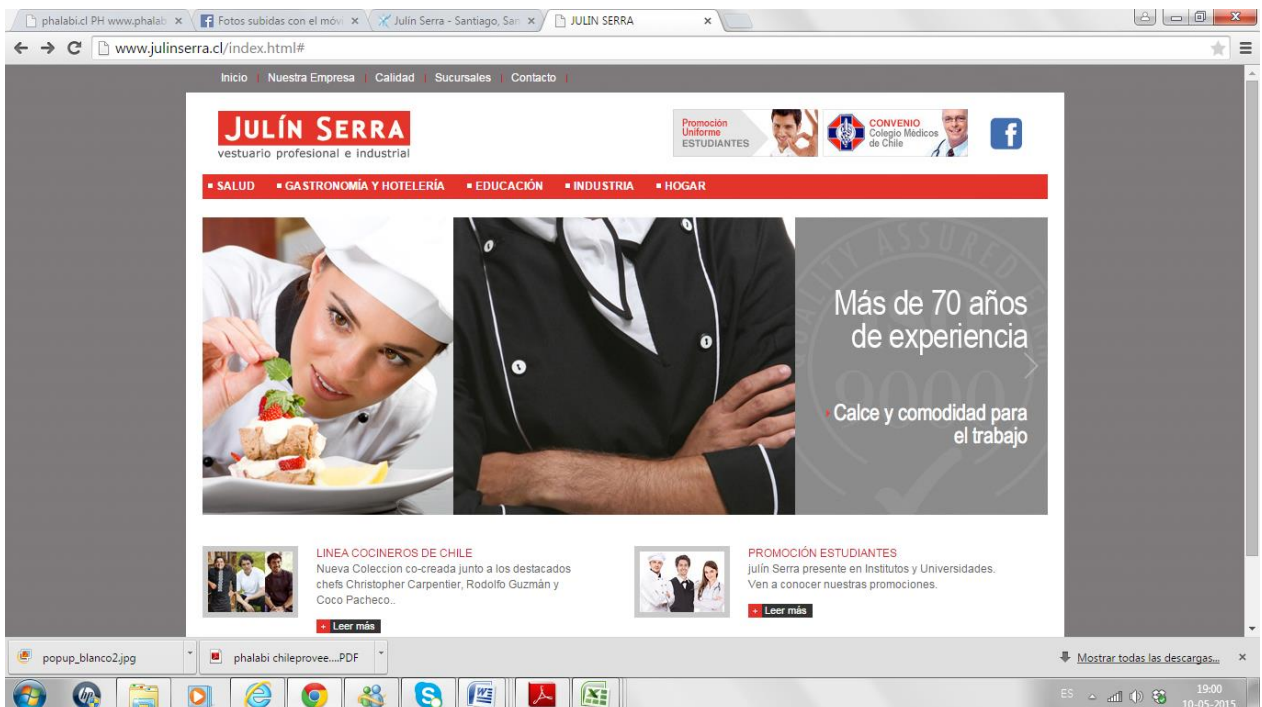 phalabi.cl PH www.phalab
Fotos subidas con el móvi
Julín Serra - Santiago, San
JULIN SERRA
www.julinserra.cl/index.html#
Inicio | Nuestra Empresa | Calidad | Sucursales | Contacto |
JULÍN SERRA
vestuario profesional e industrial
Promoción
Uniforme
ESTUDIANTES
CONVENIO
Colegio Médicos
de Chile
f
SALUD
GASTRONOMÍA Y HOTELERÍA
EDUCACIÓN
INDUSTRIA
HOGAR
QUALITY ASSURED FIRM
9000
Más de 70 años
de experiencia
Calce y comodidad para
el trabajo
LINEA COCINEROS DE CHILE
Nueva Coleccion co-creada junto a los destacados
chefs Christopher Carpentier, Rodolfo Guzmán y
Coco Pacheco..
+ Leer más
PROMOCIÓN ESTUDIANTES
julín Serra presente en Institutos y Universidades.
Ven a conocer nuestras promociones.
+ Leer más
popup_blanco2.jpg
phalabi chileprovee....PDF
Mostrar todas las descargas...
ES
19:00
10-05-2015